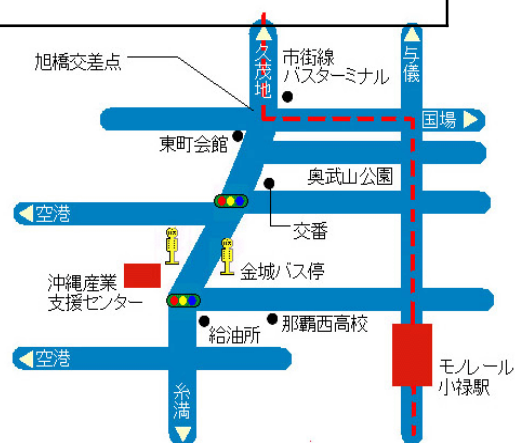 旭橋交差点
久茂地
市街線
バスターミナル
与儀
国場
東町会館
奥武山公園
空港
交番
金城バス停
沖縄産業
支援センター
給油所
那覇西高校
空港
糸満
モノレール
小禄駅